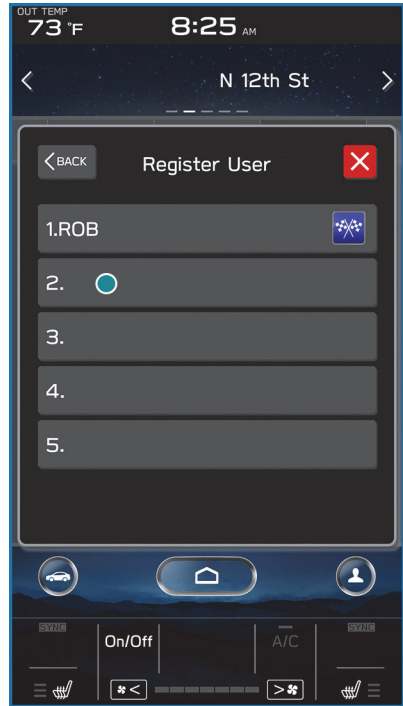 OUT TEMP
73 °F 8:25 AM
N 12th St
BACK Register User
1.ROB
2.
3.
4.
5.
SYNC SYNC
On/Off A/C